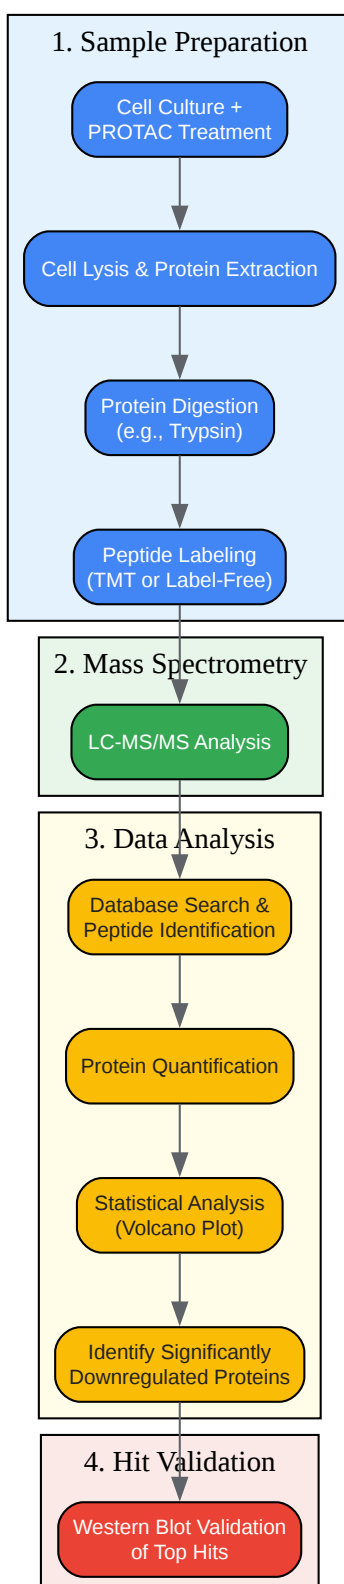 1. Sample Preparation
Cell Culture +
PROTAC Treatment
Cell Lysis & Protein Extraction
Protein Digestion
(e.g., Trypsin)
Peptide Labeling
(TMT or Label-Free)
2. Mass Spectrometry
LC-MS/MS Analysis
3. Data Analysis
Database Search &
Peptide Identification
Protein Quantification
Statistical Analysis
(Volcano Plot)
Identify Significantly
Downregulated Proteins
4. Hit Validation
Western Blot Validation
of Top Hits